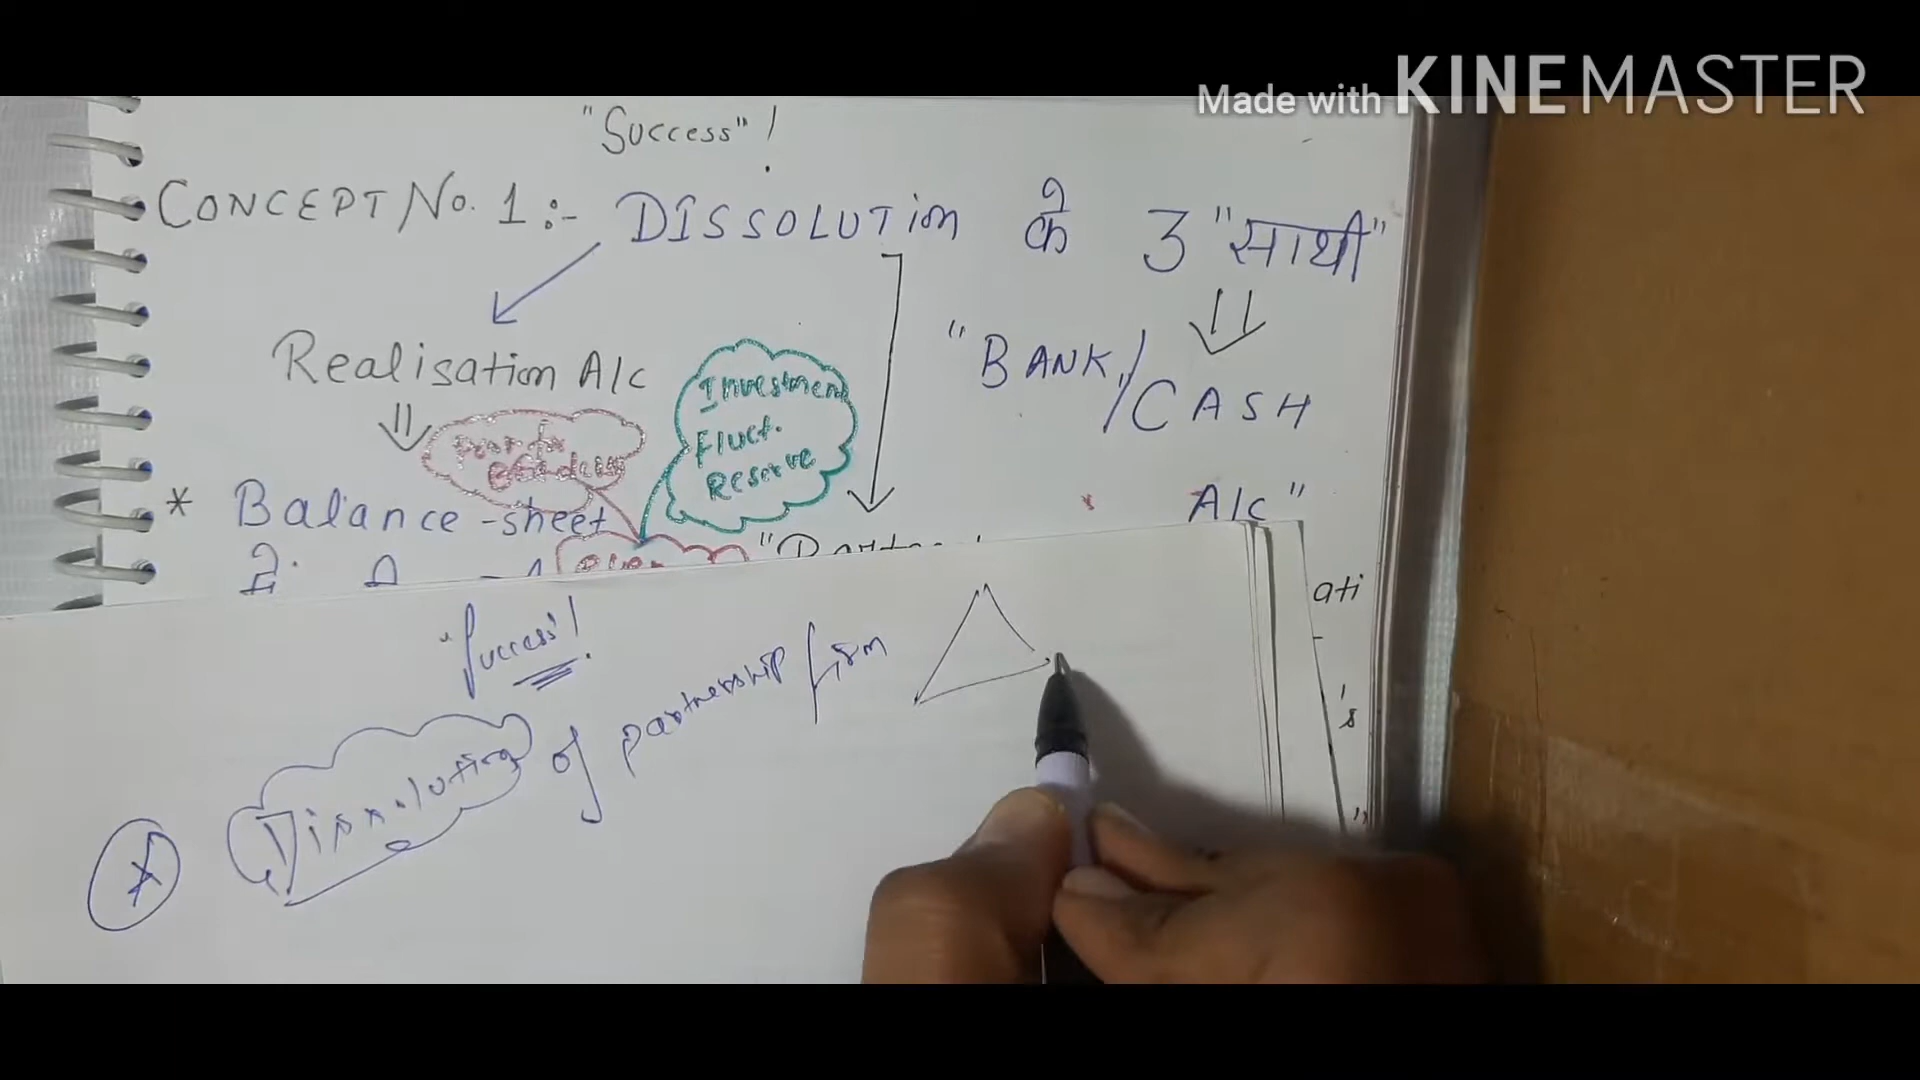 Made with KINEMASTER
"Success"!
CONCEPT No. 1:- DISSOLUTION के 3 "साथी"
Realisation A/c
"BANK/CASH
A/c"
Investment
Fluct.
Reserve
* Balance-sheet
में
ati
's
"Success"!
Dissolution of partnership firm